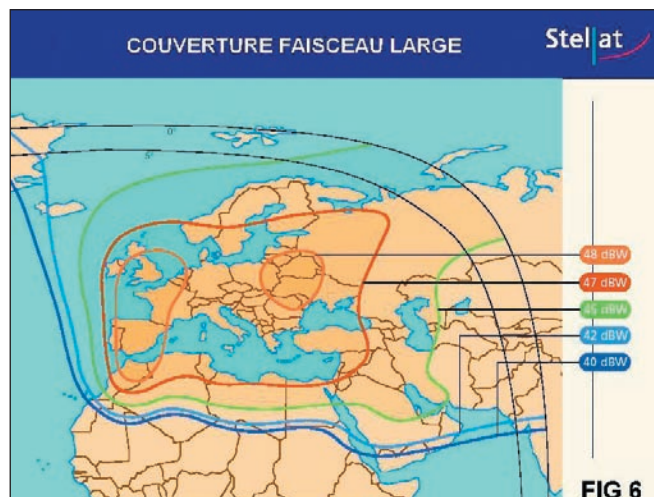 COUVERTURE FAISCEAU LARGE
Stellat
0°
5°
48 dBW
47 dBW
45 dBW
42 dBW
40 dBW
FIG 6